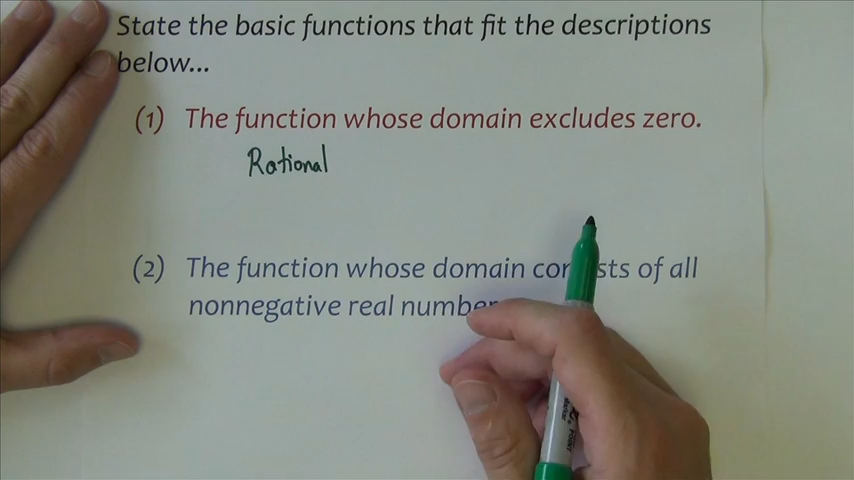 State the basic functions that fit the descriptions
below...
(1) The function whose domain excludes zero.
Rational
(2) The function whose domain of all
nonnegative real